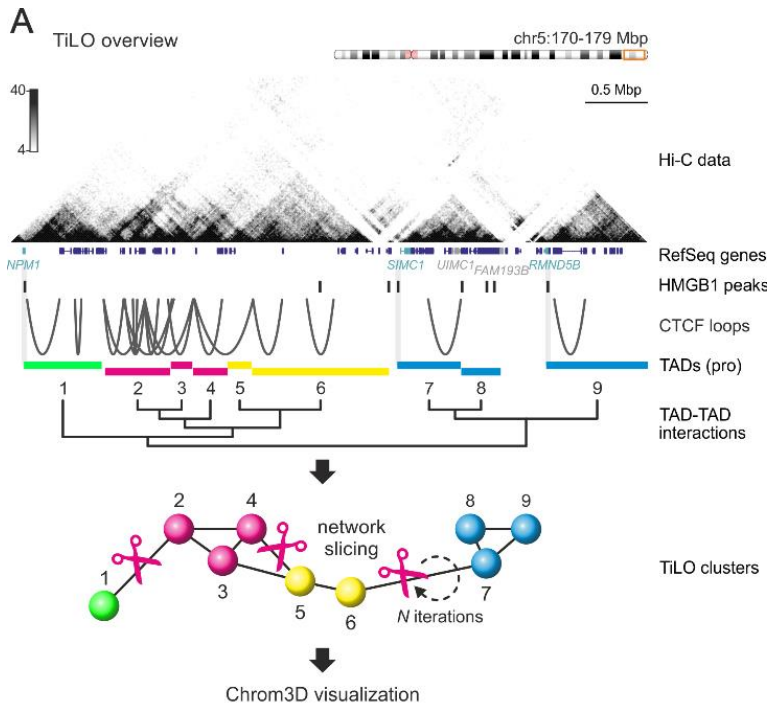 A
TiLO overview
chr5:170-179 Mbp
40
4
0.5 Mbp
Hi-C data
RefSeq genes
NPM1
SIMC1
UIMC1
FAM193B
RMND5B
HMGB1 peaks
CTCF loops
TADs (pro)
1 2 3 4 5 6 7 8 9
TAD-TAD
interactions
2 4 8 9
network
slicing
1
3
5
6
7
N iterations
TiLO clusters
Chrom3D visualization